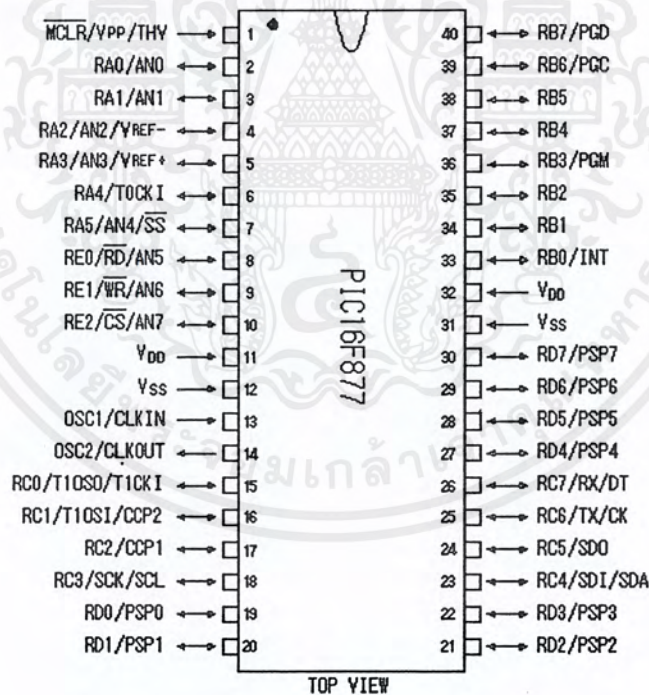 M̅C̅L̅R̅/VPP/THV 1 40 RB7/PGD
RA0/AN0 2 39 RB6/PGC
RA1/AN1 3 38 RB5
RA2/AN2/VREF- 4 37 RB4
RA3/AN3/VREF+ 5 36 RB3/PGM
RA4/T0CKI 6 35 RB2
RA5/AN4/S̅S̅ 7 34 RB1
RE0/R̅D̅/AN5 8 33 RB0/INT
RE1/W̅R̅/AN6 9 32 VDD
RE2/C̅S̅/AN7 10 31 VSS
VDD 11 30 RD7/PSP7
VSS 12 29 RD6/PSP6
OSC1/CLKIN 13 28 RD5/PSP5
OSC2/CLKOUT 14 27 RD4/PSP4
RC0/T1OSO/T1CKI 15 26 RC7/RX/DT
RC1/T1OSI/CCP2 16 25 RC6/TX/CK
RC2/CCP1 17 24 RC5/SDO
RC3/SCK/SCL 18 23 RC4/SDI/SDA
RD0/PSP0 19 22 RD3/PSP3
RD1/PSP1 20 21 RD2/PSP2
PIC16F877
TOP VIEW